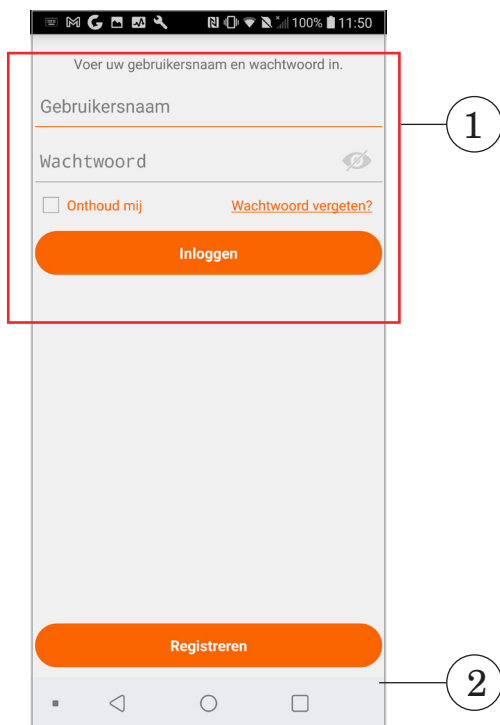 100% 11:50
Voer uw gebruikersnaam en wachtwoord in.
Gebruikersnaam
1
Wachtwoord
Onthoud mij Wachtwoord vergeten?
Inloggen
Registreren
2